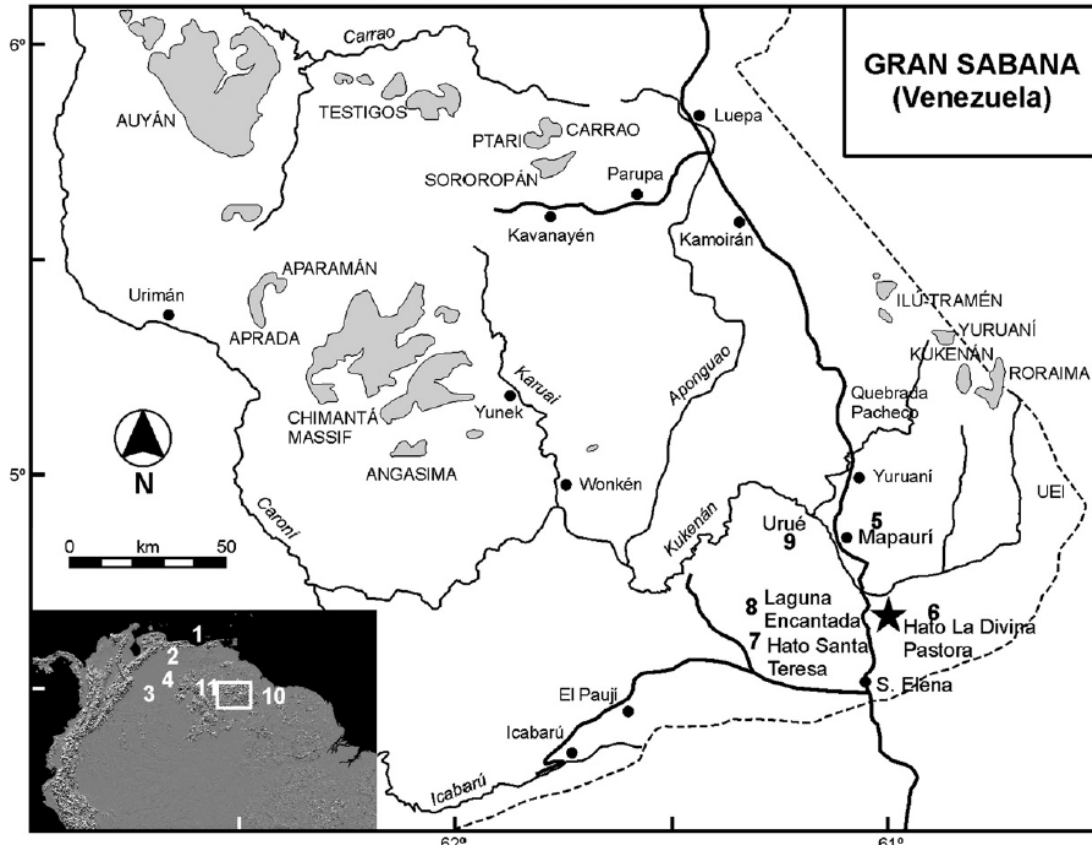 6º
Carrao
GRAN SABANA
(Venezuela)
AUYÁN
TESTIGOS
PTARI
CARRAO
Luepa
SOROROPÁN
Parupa
Kavanayén
Kamoirán
APARAMÁN
Urimán
APRADA
ILÚ-TRAMÉN
YURUANÍ
KUKENÁN
RORAIMA
Karuai
Aponguao
Quebrada
Pacheco
CHIMANTÁ
MASSIF
Yunek
ANGASIMA
N
5º
Wonkén
Yuruaní
UEI
Caroní
Kukenán
Urué
9
5
Mapaurí
0 km 50
8 Laguna
Encantada
7 Hato Santa
Teresa
6
Hato La Divina
Pastora
S. Elena
El Paují
Icabarú
Icabarú
1
2
4
3
11
10
62º
61º